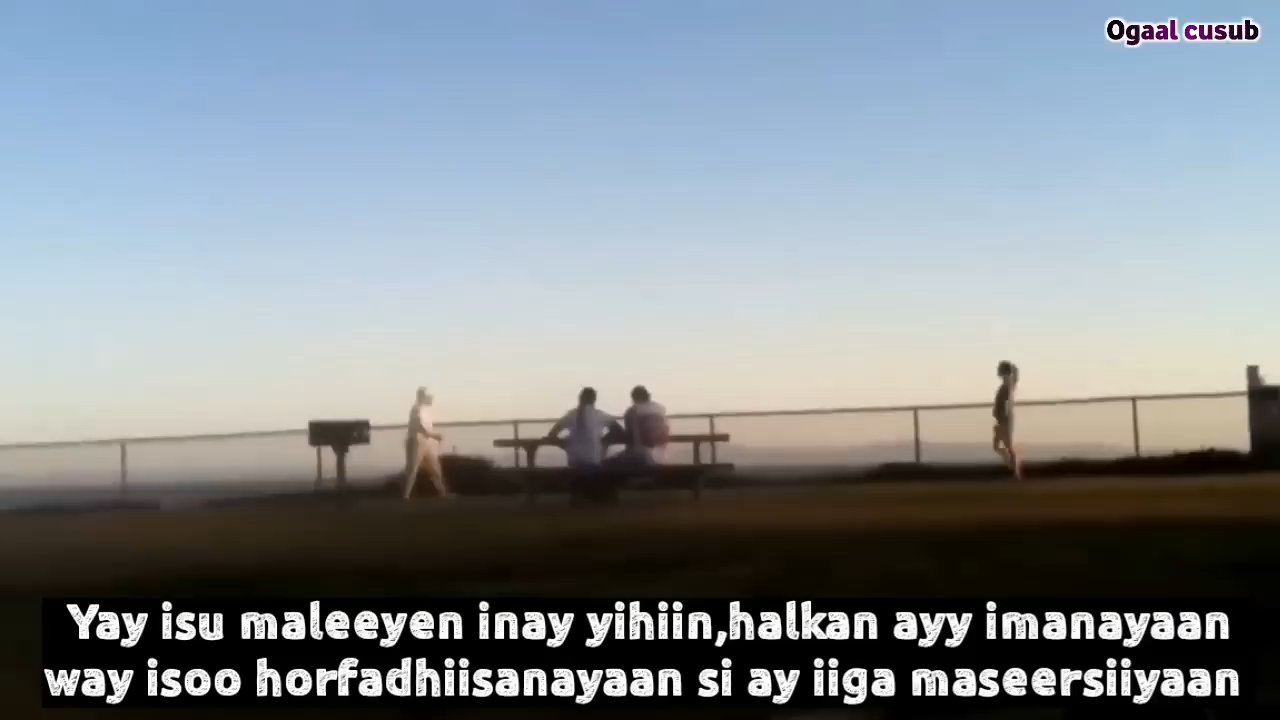 Ogaal cusub
Yay isu maleeyen inay yihiin,halkan ayy imanayaan
way isoo horfadhiisanayaan si ay iiga maseersiiyaan